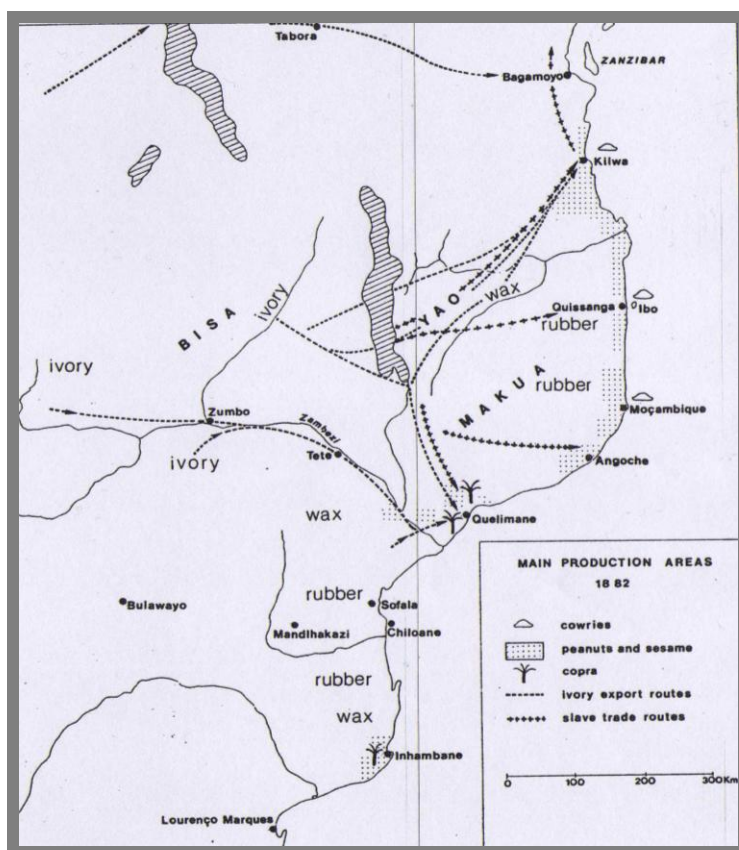 Tabora
ZANZIBAR
Bagamoyo
Kilwa
ivory
BISA
YAO
wax
Quissanga
Ibo
rubber
MAKUA
rubber
ivory
Zumbo
Zambezi
Moçambique
ivory
Tete
Angoche
wax
Quelimane
MAIN PRODUCTION AREAS
1882
cowries
peanuts and sesame
copra
ivory export routes
slave trade routes
0 100 200 300Km
rubber
Bulawayo
Sofala
Mandlhakazi
Chiloane
rubber
wax
Inhambane
Lourenço Marques